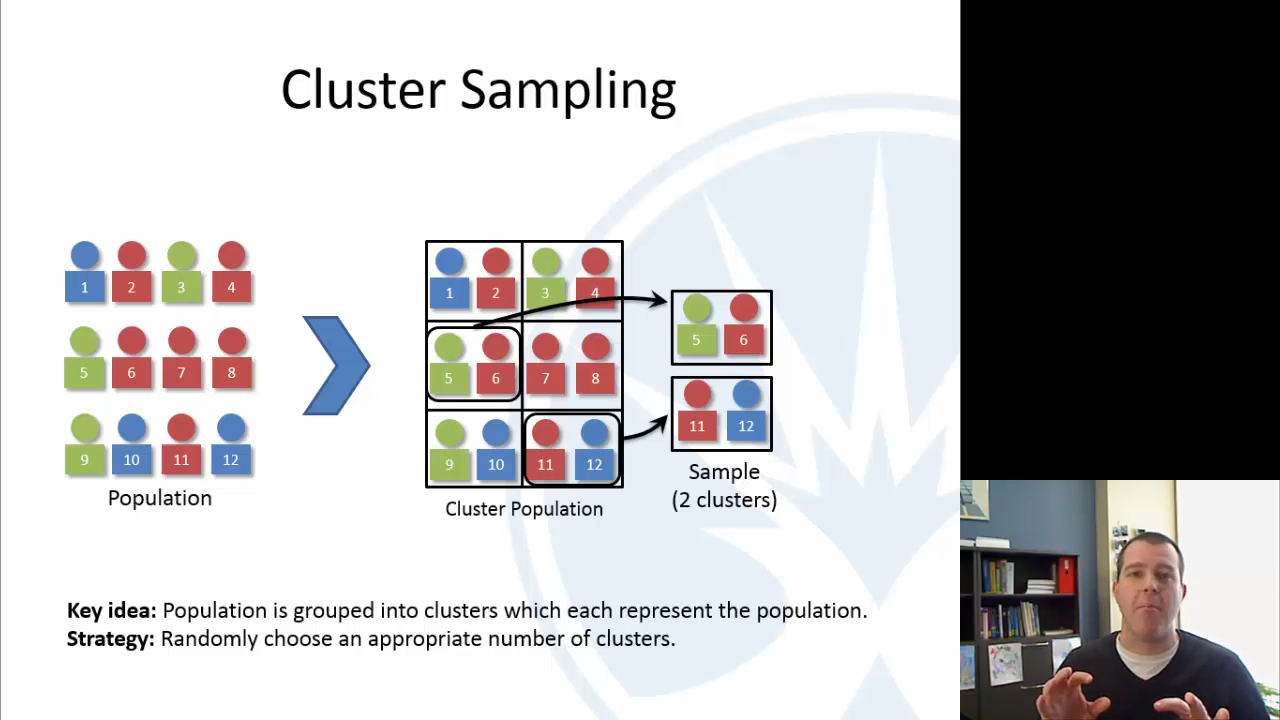 Cluster Sampling
1 2 3 4
5 6 7 8
9 10 11 12
Population
1 2 3 4
5 6 7 8
9 10 11 12
Cluster Population
5 6
11 12
Sample
(2 clusters)
Key idea: Population is grouped into clusters which each represent the population.
Strategy: Randomly choose an appropriate number of clusters.